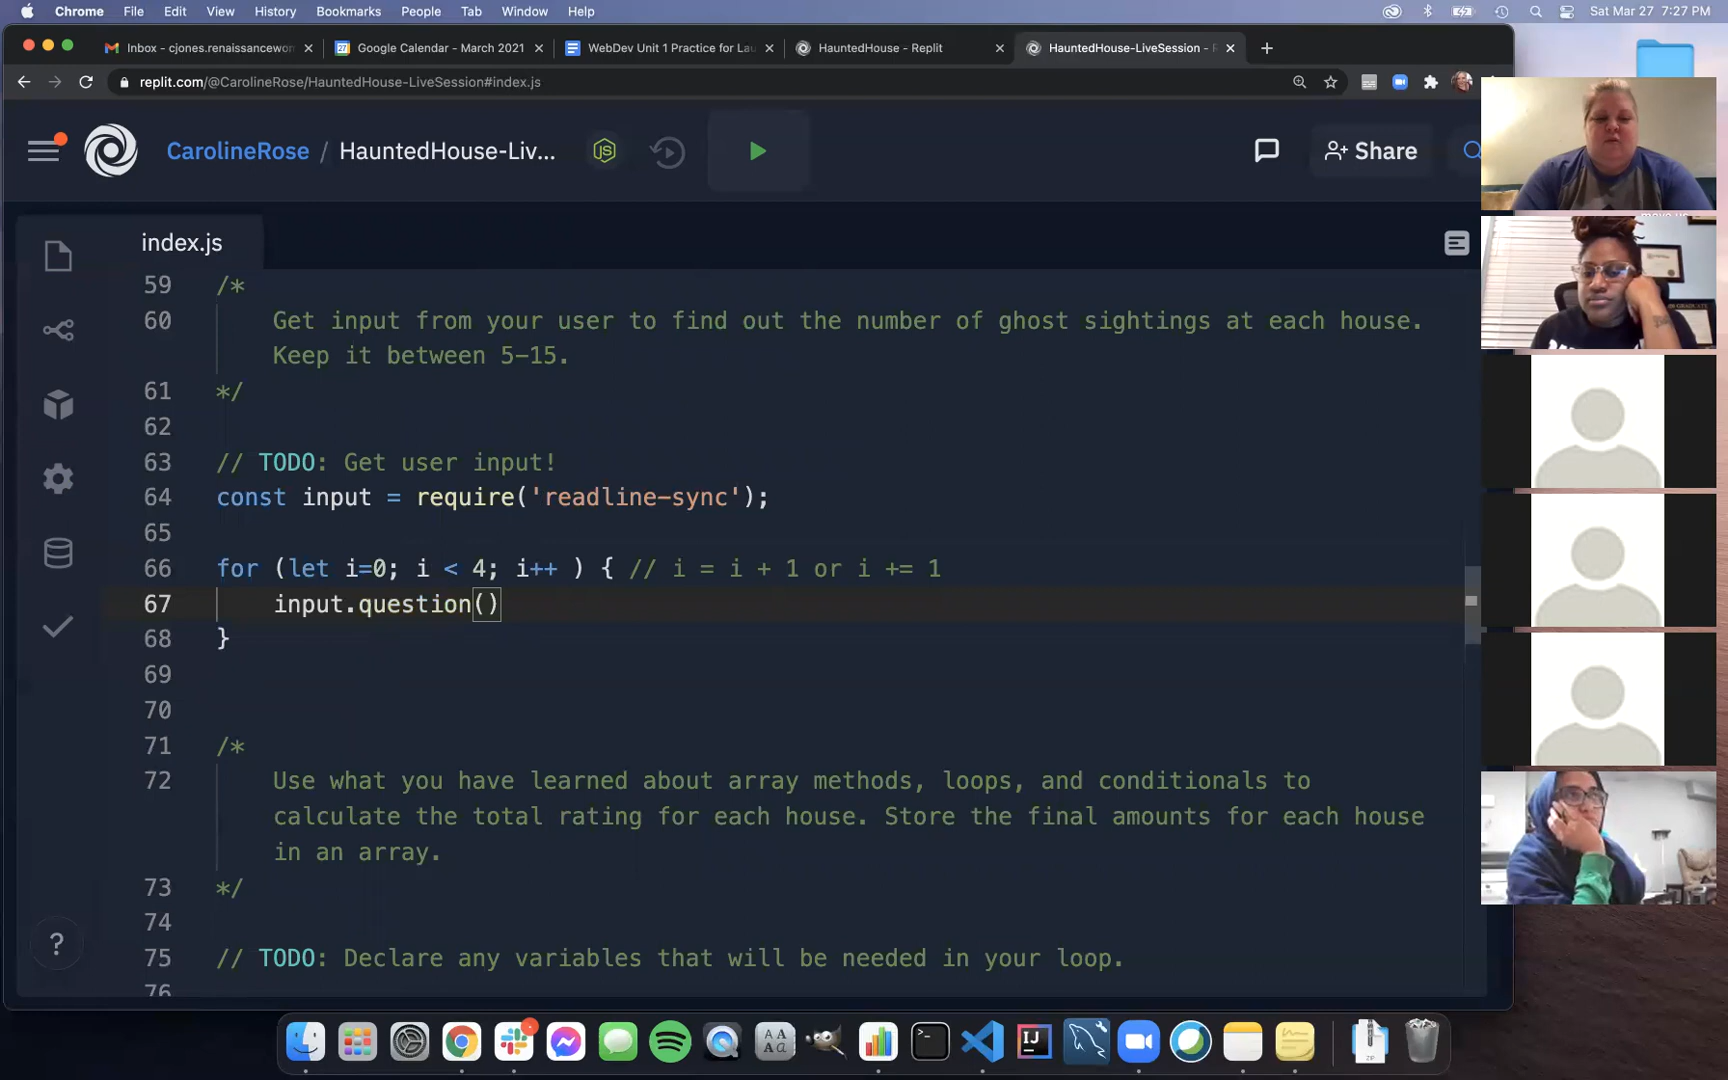 Chrome File Edit View History Bookmarks People Tab Window Help Sat Mar 27 7:27 PM
Inbox - cjones.renaissancewon Google Calendar - March 2021 WebDev Unit 1 Practice for Lau HauntedHouse - Replit HauntedHouse-LiveSession - R
replit.com/@CarolineRose/HauntedHouse-LiveSession#index.js
CarolineRose / HauntedHouse-Liv... Share
index.js
59 /*
60 Get input from your user to find out the number of ghost sightings at each house.
Keep it between 5-15.
61 */
62
63 // TODO: Get user input!
64 const input = require('readline-sync');
65
66 for (let i=0; i < 4; i++ ) { // i = i + 1 or i += 1
67 input.question()
68 }
69
70
71 /*
72 Use what you have learned about array methods, loops, and conditionals to
calculate the total rating for each house. Store the final amounts for each house
in an array.
73 */
74
75 // TODO: Declare any variables that will be needed in your loop.
76
?